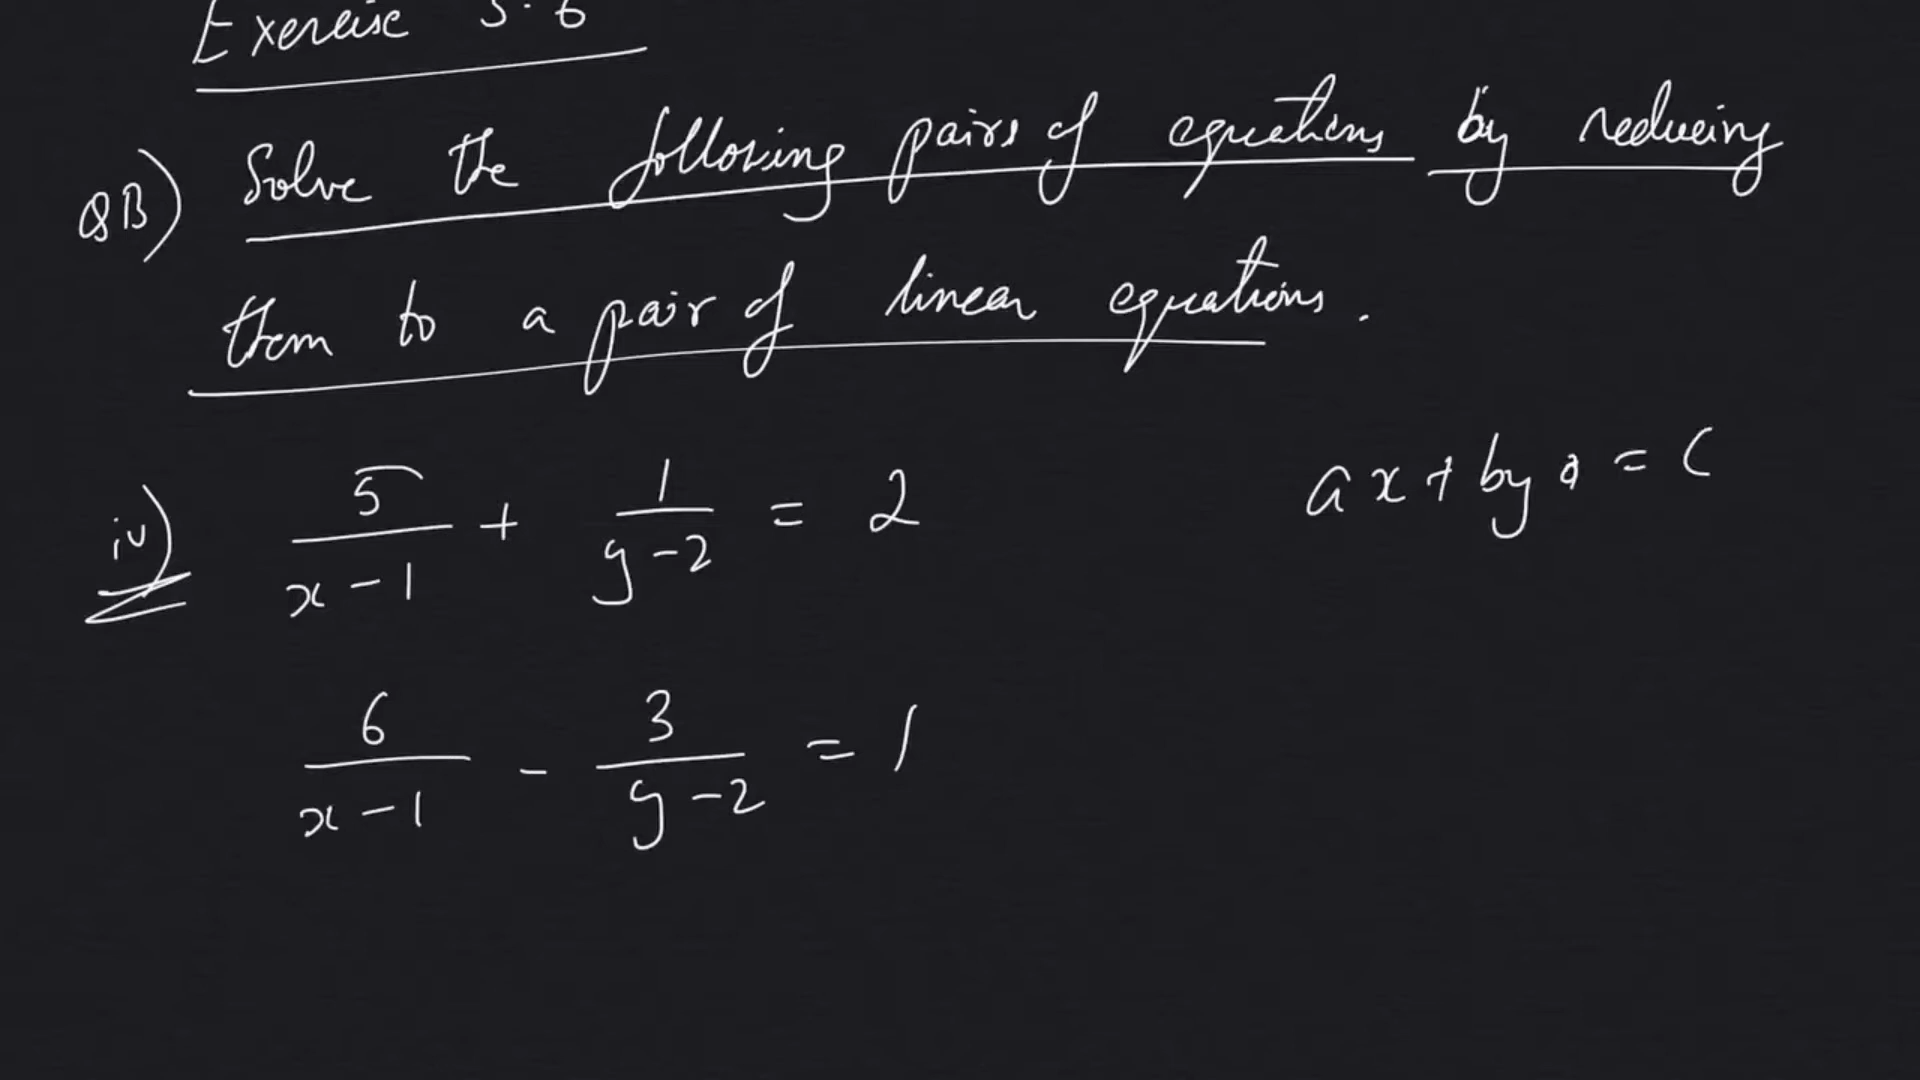 Exercise 3.6
QB) Solve the following pairs of equations by reducing
them to a pair of linear equations.
iv) 5/(x-1) + 1/(y-2) = 2
ax + by = c
6/(x-1) - 3/(y-2) = 1